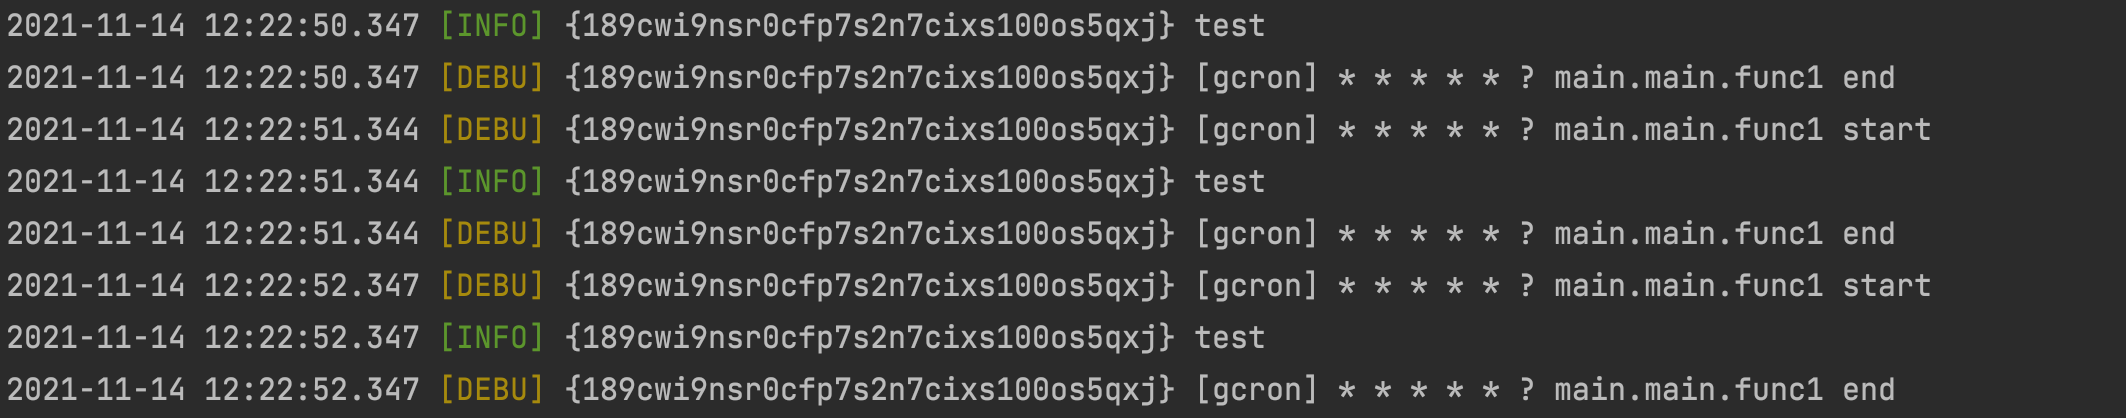 2021-11-14 12:22:50.347 [INFO] {189cwi9nsr0cfp7s2n7cixs100os5qxj} test
2021-11-14 12:22:50.347 [DEBU] {189cwi9nsr0cfp7s2n7cixs100os5qxj} [gcron] * * * * * ? main.main.func1 end
2021-11-14 12:22:51.344 [DEBU] {189cwi9nsr0cfp7s2n7cixs100os5qxj} [gcron] * * * * * ? main.main.func1 start
2021-11-14 12:22:51.344 [INFO] {189cwi9nsr0cfp7s2n7cixs100os5qxj} test
2021-11-14 12:22:51.344 [DEBU] {189cwi9nsr0cfp7s2n7cixs100os5qxj} [gcron] * * * * * ? main.main.func1 end
2021-11-14 12:22:52.347 [DEBU] {189cwi9nsr0cfp7s2n7cixs100os5qxj} [gcron] * * * * * ? main.main.func1 start
2021-11-14 12:22:52.347 [INFO] {189cwi9nsr0cfp7s2n7cixs100os5qxj} test
2021-11-14 12:22:52.347 [DEBU] {189cwi9nsr0cfp7s2n7cixs100os5qxj} [gcron] * * * * * ? main.main.func1 end